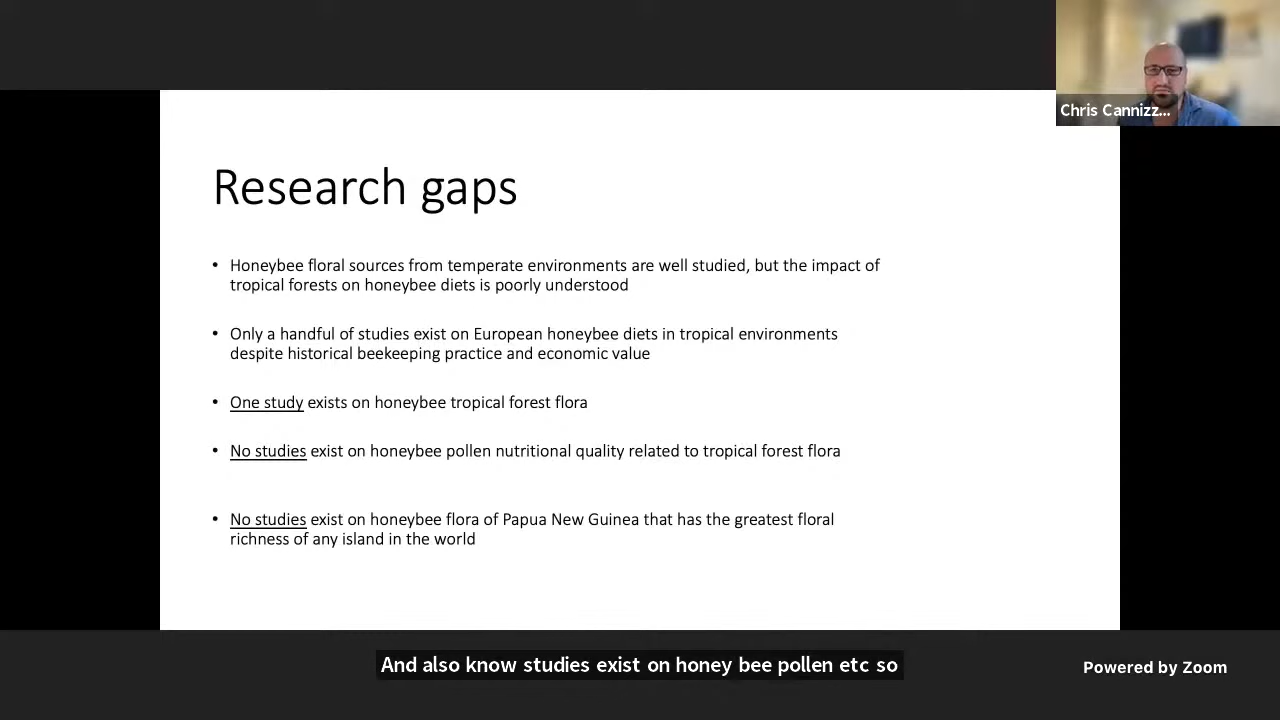 Chris Cannizz...
Research gaps
• Honeybee floral sources from temperate environments are well studied, but the impact of
tropical forests on honeybee diets is poorly understood
• Only a handful of studies exist on European honeybee diets in tropical environments
despite historical beekeeping practice and economic value
• One study exists on honeybee tropical forest flora
• No studies exist on honeybee pollen nutritional quality related to tropical forest flora
• No studies exist on honeybee flora of Papua New Guinea that has the greatest floral
richness of any island in the world
And also know studies exist on honey bee pollen etc so
Powered by Zoom